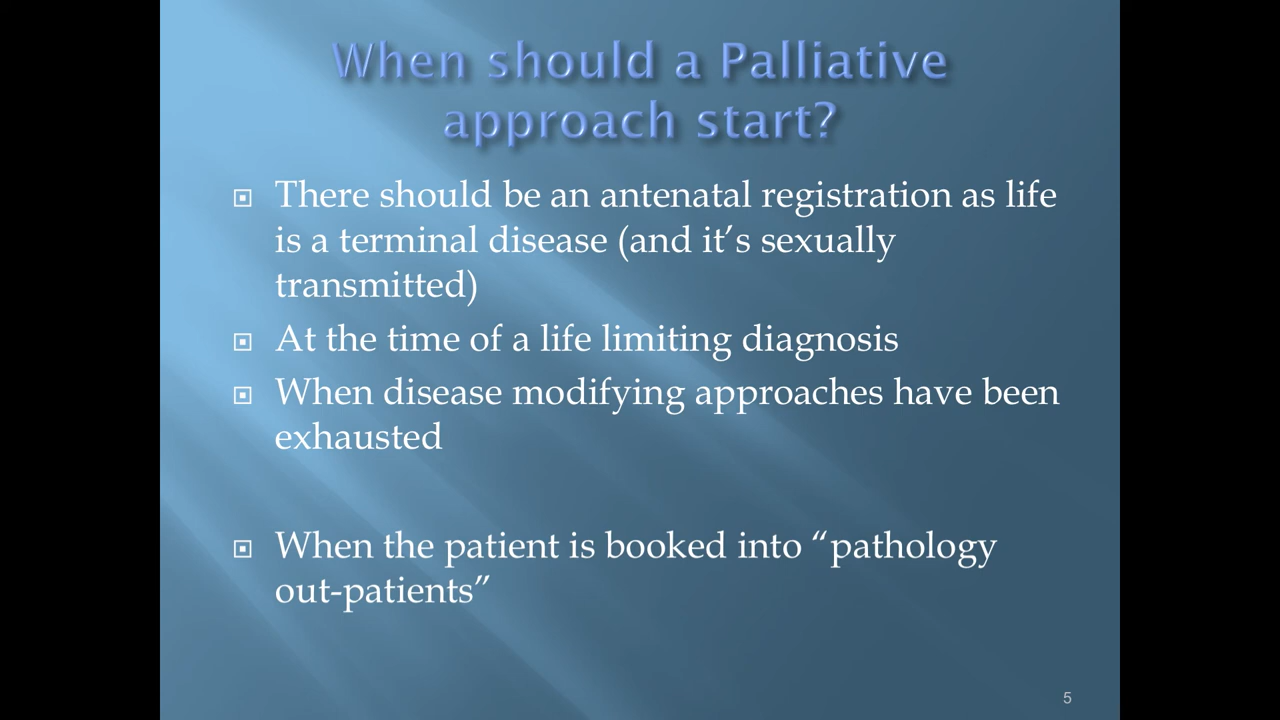 When should a Palliative
approach start?
There should be an antenatal registration as life
is a terminal disease (and it’s sexually
transmitted)
At the time of a life limiting diagnosis
When disease modifying approaches have been
exhausted
When the patient is booked into “pathology
out-patients”
5